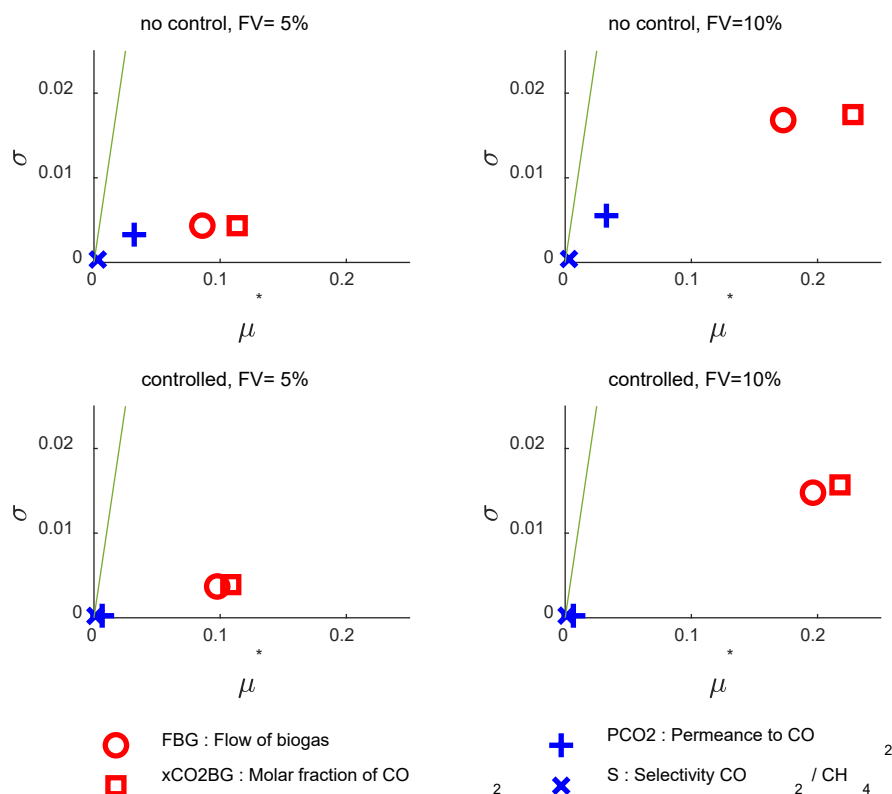 no control, FV= 5%
0.02
0.01
0
σ
0
0.1
0.2
μ*
no control, FV=10%
0.02
0.01
0
σ
0
0.1
0.2
μ*
controlled, FV= 5%
0.02
0.01
0
σ
0
0.1
0.2
μ*
controlled, FV=10%
0.02
0.01
0
σ
0
0.1
0.2
μ*
FBG : Flow of biogas
xCO2BG : Molar fraction of CO 2
PCO2 : Permeance to CO 2
S : Selectivity CO 2 / CH 4